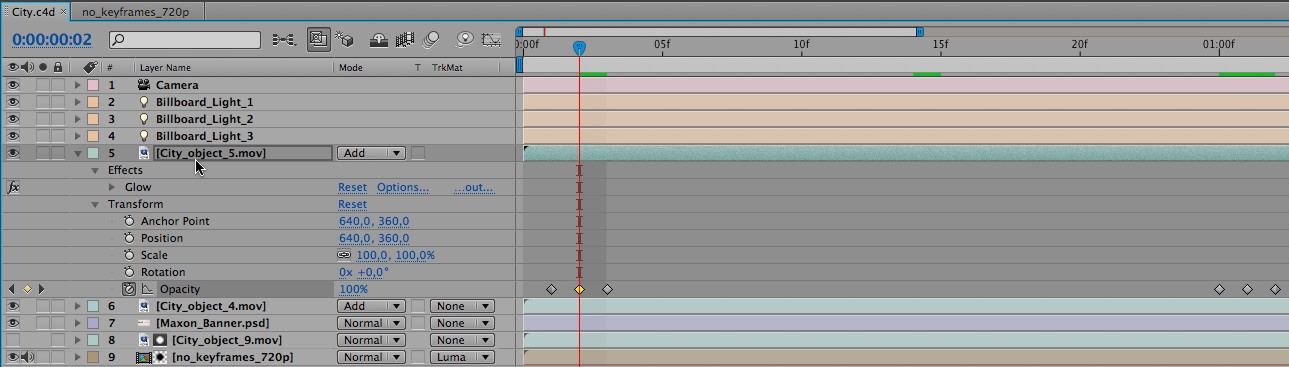 City.c4d × no_keyframes_720p
0:00:00:02
0:00f 05f 10f 15f 20f 01:00f
# Layer Name Mode T TrkMat
1 Camera
2 Billboard_Light_1
3 Billboard_Light_2
4 Billboard_Light_3
5 [City_object_5.mov] Add
Effects
fx Glow Reset Options... ...out...
Transform Reset
Anchor Point 640,0, 360,0
Position 640,0, 360,0
Scale 100,0, 100,0%
Rotation 0x +0,0°
Opacity 100%
6 [City_object_4.mov] Add None
7 [Maxon_Banner.psd] Normal None
8 [City_object_9.mov] Normal None
9 [no_keyframes_720p] Normal Luma